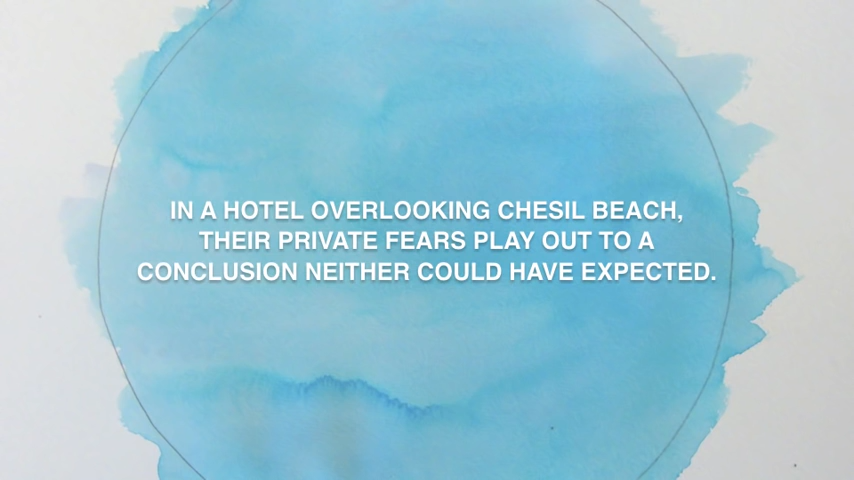 IN A HOTEL OVERLOOKING CHESIL BEACH,
THEIR PRIVATE FEARS PLAY OUT TO A
CONCLUSION NEITHER COULD HAVE EXPECTED.